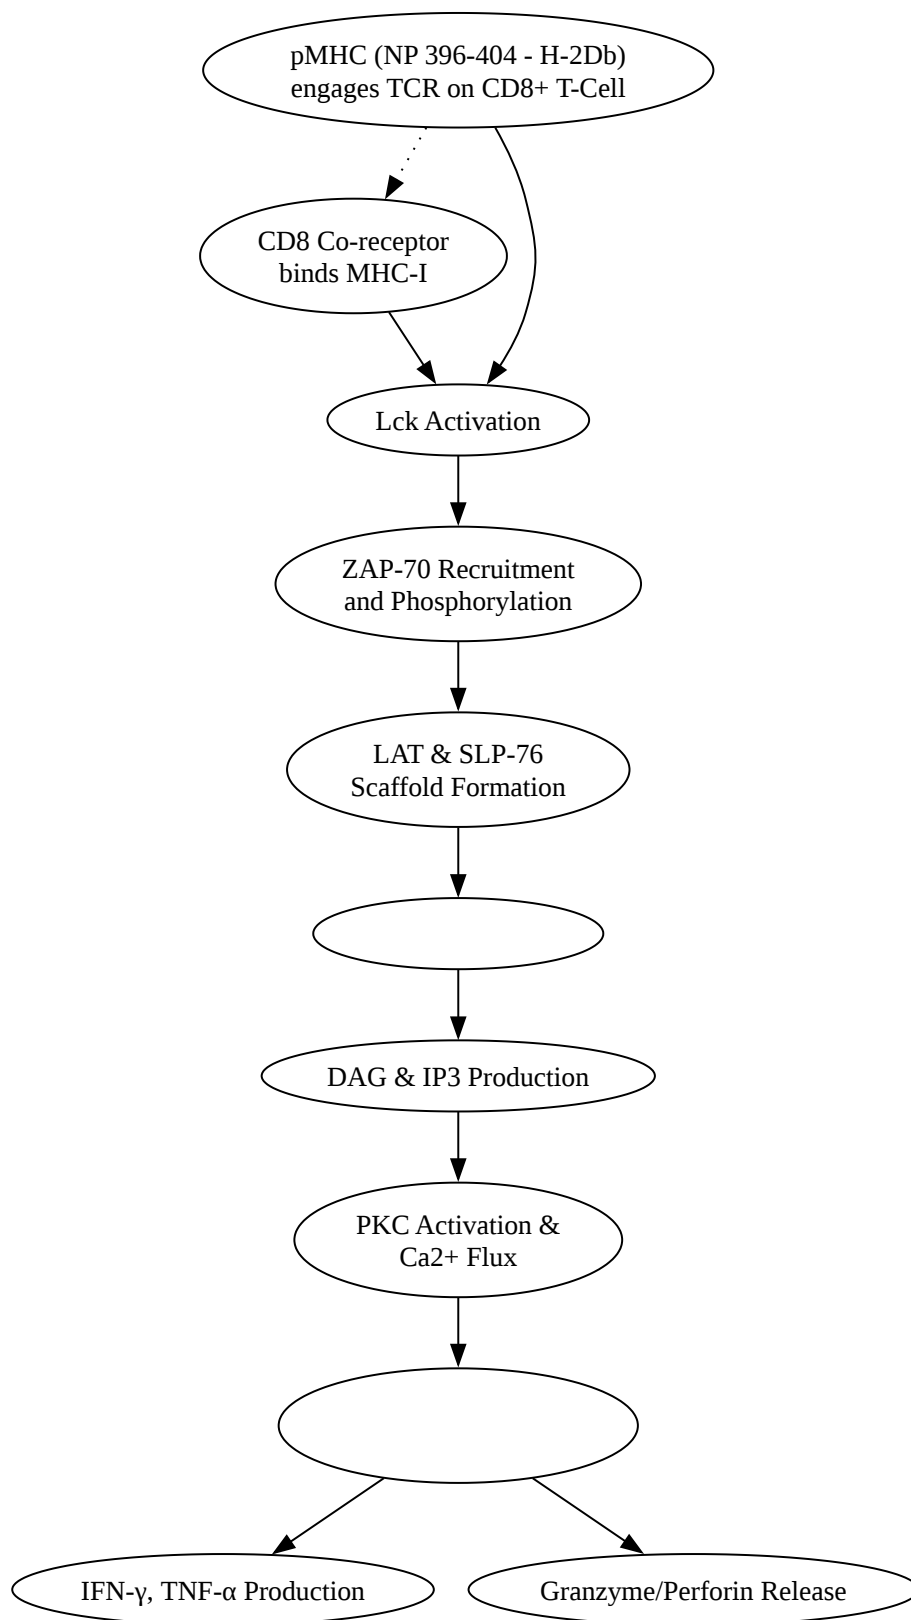 pMHC (NP 396-404 - H-2Db)
engages TCR on CD8+ T-Cell
CD8 Co-receptor
binds MHC-I
Lck Activation
ZAP-70 Recruitment
and Phosphorylation
LAT & SLP-76
Scaffold Formation
DAG & IP3 Production
PKC Activation &
Ca2+ Flux
IFN-γ, TNF-α Production
Granzyme/Perforin Release